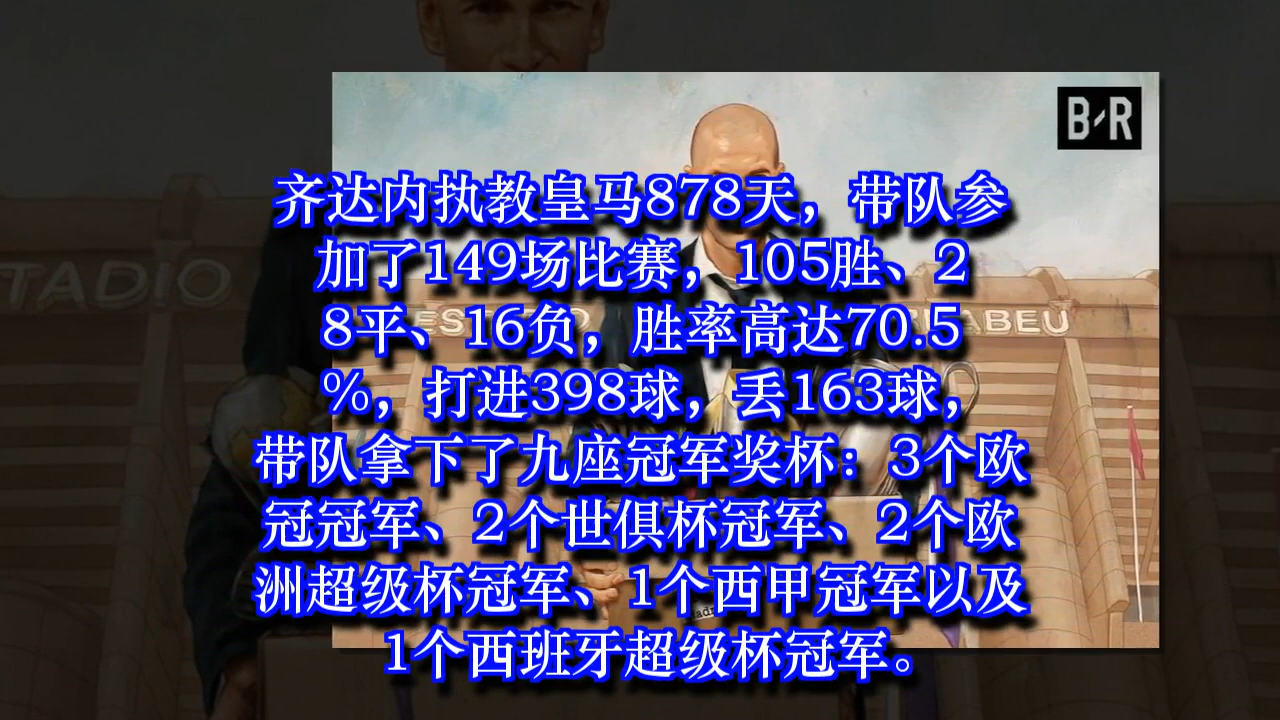 B/R
齐达内执教皇马878天，带队参
加了149场比赛，105胜、2
8平、16负，胜率高达70.5
%，打进398球，丢163球，
带队拿下了九座冠军奖杯：3个欧
冠冠军、2个世俱杯冠军、2个欧
洲超级杯冠军、1个西甲冠军以及
1个西班牙超级杯冠军。
TADIO